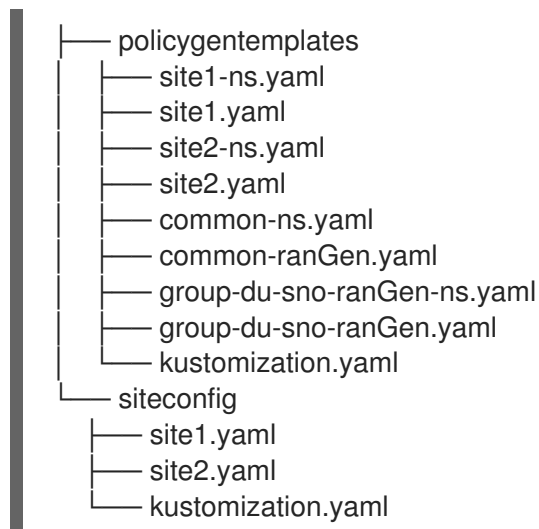 ├── policygentemplates
│   ├── site1-ns.yaml
│   ├── site1.yaml
│   ├── site2-ns.yaml
│   ├── site2.yaml
│   ├── common-ns.yaml
│   ├── common-ranGen.yaml
│   ├── group-du-sno-ranGen-ns.yaml
│   ├── group-du-sno-ranGen.yaml
│   └── kustomization.yaml
└── siteconfig
    ├── site1.yaml
    ├── site2.yaml
    └── kustomization.yaml